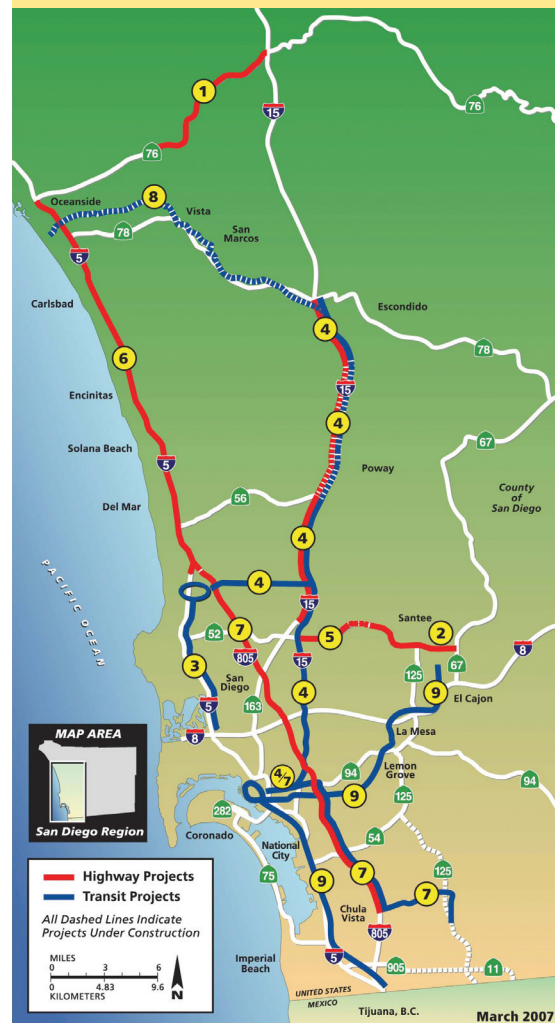 76
1
15
76
76
Oceanside
8
Vista
San
Marcos
78
5
Carlsbad
Escondido
4
78
6
15
Encinitas
4
67
Solana Beach
5
Poway
County
of
San Diego
Del Mar
56
4
PACIFIC OCEAN
4
15
7
52
5
Santee
2
805
15
8
3
San
Diego
67
125
163
4
9
El Cajon
5
8
La Mesa
MAP AREA
San Diego Region
4/7
94
Lemon
Grove
9
94
282
125
Coronado
National
City
54
75
9
7
125
Highway Projects
Transit Projects
All Dashed Lines Indicate
Projects Under Construction
Chula
Vista
7
805
MILES
0 3 6
0 4.83 9.6
KILOMETERS
N
Imperial
Beach
5
905
11
UNITED STATES
MEXICO
Tijuana, B.C.
March 2007